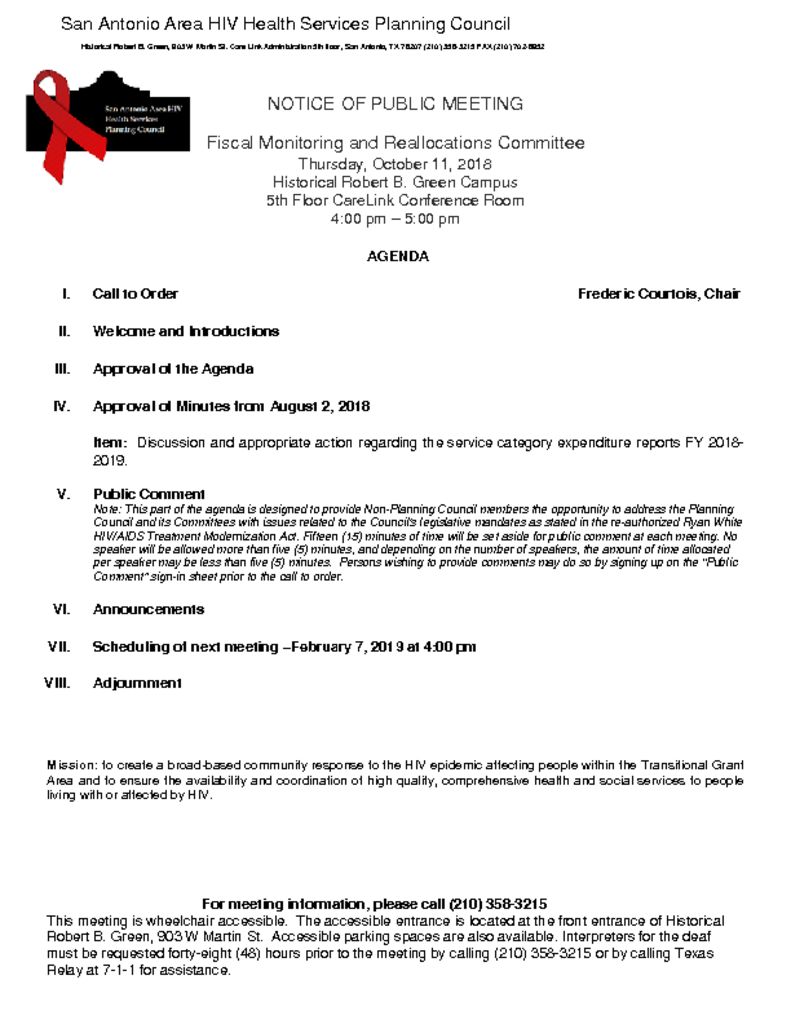 San Antonio Area HIV Health Services Planning Council
Historical Robert B. Green, 903 W Martin St. Care Link Administration 5th floor, San Antonio, TX 78207 (210) 358-3215 FAX (210) 702-6952
San Antonio Area HIV
Health Services
Planning Council
NOTICE OF PUBLIC MEETING
Fiscal Monitoring and Reallocations Committee
Thursday, October 11, 2018
Historical Robert B. Green Campus
5th Floor CareLink Conference Room
4:00 pm – 5:00 pm
AGENDA
I. Call to Order Frederic Courtois, Chair
II. Welcome and Introductions
III. Approval of the Agenda
IV. Approval of Minutes from August 2, 2018
Item: Discussion and appropriate action regarding the service category expenditure reports FY 2018-
2019.
V. Public Comment
Note: This part of the agenda is designed to provide Non-Planning Council members the opportunity to address the Planning
Council and its Committees with issues related to the Council's legislative mandates as stated in the re-authorized Ryan White
HIV/AIDS Treatment Modernization Act. Fifteen (15) minutes of time will be set aside for public comment at each meeting. No
speaker will be allowed more than five (5) minutes, and depending on the number of speakers, the amount of time allocated
per speaker may be less than five (5) minutes. Persons wishing to provide comments may do so by signing up on the "Public
Comment" sign-in sheet prior to the call to order.
VI. Announcements
VII. Scheduling of next meeting –February 7, 2019 at 4:00 pm
VIII. Adjournment
Mission: to create a broad-based community response to the HIV epidemic affecting people within the Transitional Grant
Area and to ensure the availability and coordination of high quality, comprehensive health and social services to people
living with or affected by HIV.
For meeting information, please call (210) 358-3215
This meeting is wheelchair accessible. The accessible entrance is located at the front entrance of Historical
Robert B. Green, 903 W Martin St. Accessible parking spaces are also available. Interpreters for the deaf
must be requested forty-eight (48) hours prior to the meeting by calling (210) 358-3215 or by calling Texas
Relay at 7-1-1 for assistance.